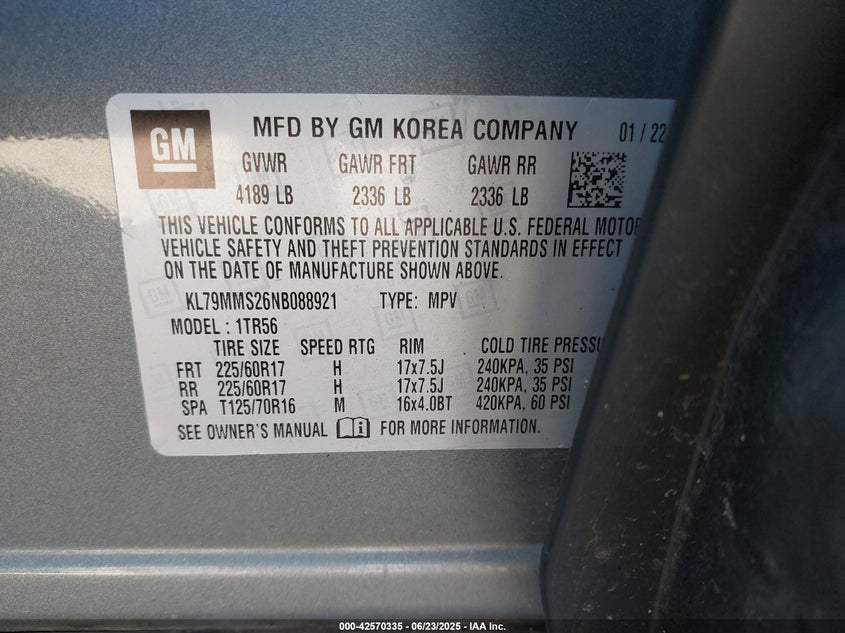 GM
MFD BY GM KOREA COMPANY 01 / 22
GVWR GAWR FRT GAWR RR
4189 LB 2336 LB 2336 LB
THIS VEHICLE CONFORMS TO ALL APPLICABLE U.S. FEDERAL MOTOR
VEHICLE SAFETY AND THEFT PREVENTION STANDARDS IN EFFECT
ON THE DATE OF MANUFACTURE SHOWN ABOVE.
KL79MMS26NB088921 TYPE: MPV
MODEL : 1TR56
TIRE SIZE SPEED RTG RIM COLD TIRE PRESSU
FRT 225/60R17 H 17x7.5J 240KPA, 35 PSI
RR 225/60R17 H 17x7.5J 240KPA, 35 PSI
SPA T125/70R16 M 16x4.0BT 420KPA, 60 PSI
SEE OWNER'S MANUAL FOR MORE INFORMATION.
000-42570335 - 06/23/2025 - IAA Inc.